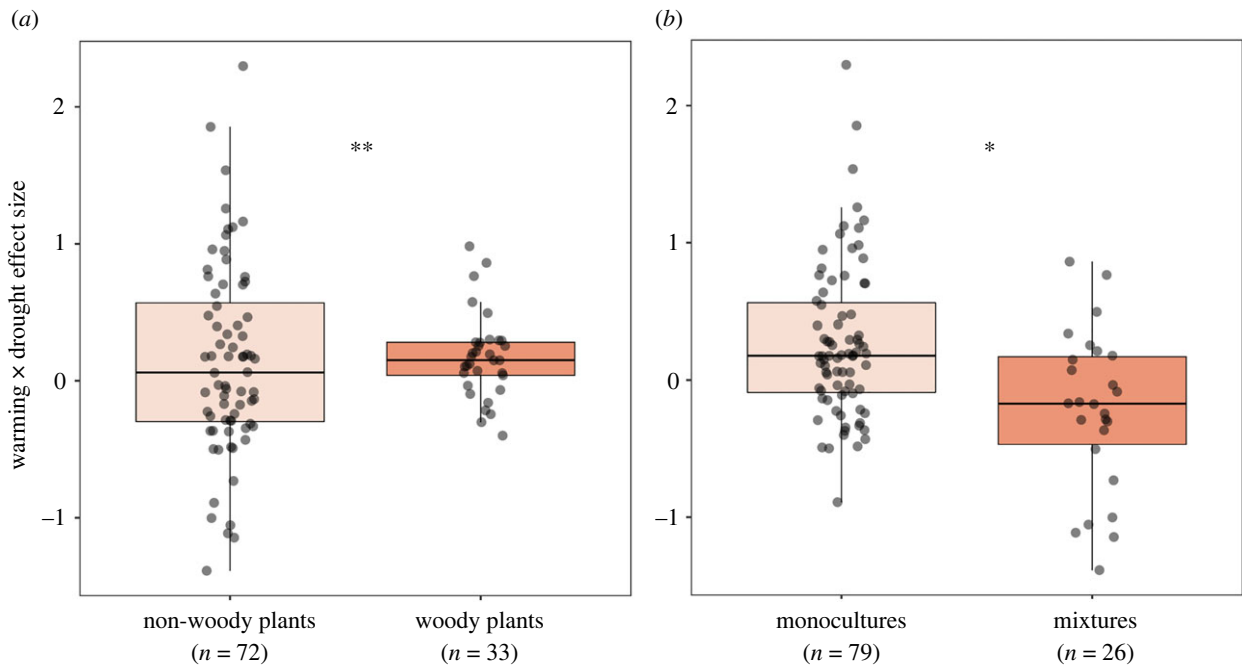 (a)
(b)
warming × drought effect size
2
1
0
–1
**
non-woody plants
(n = 72)
woody plants
(n = 33)
2
1
0
–1
*
monocultures
(n = 79)
mixtures
(n = 26)